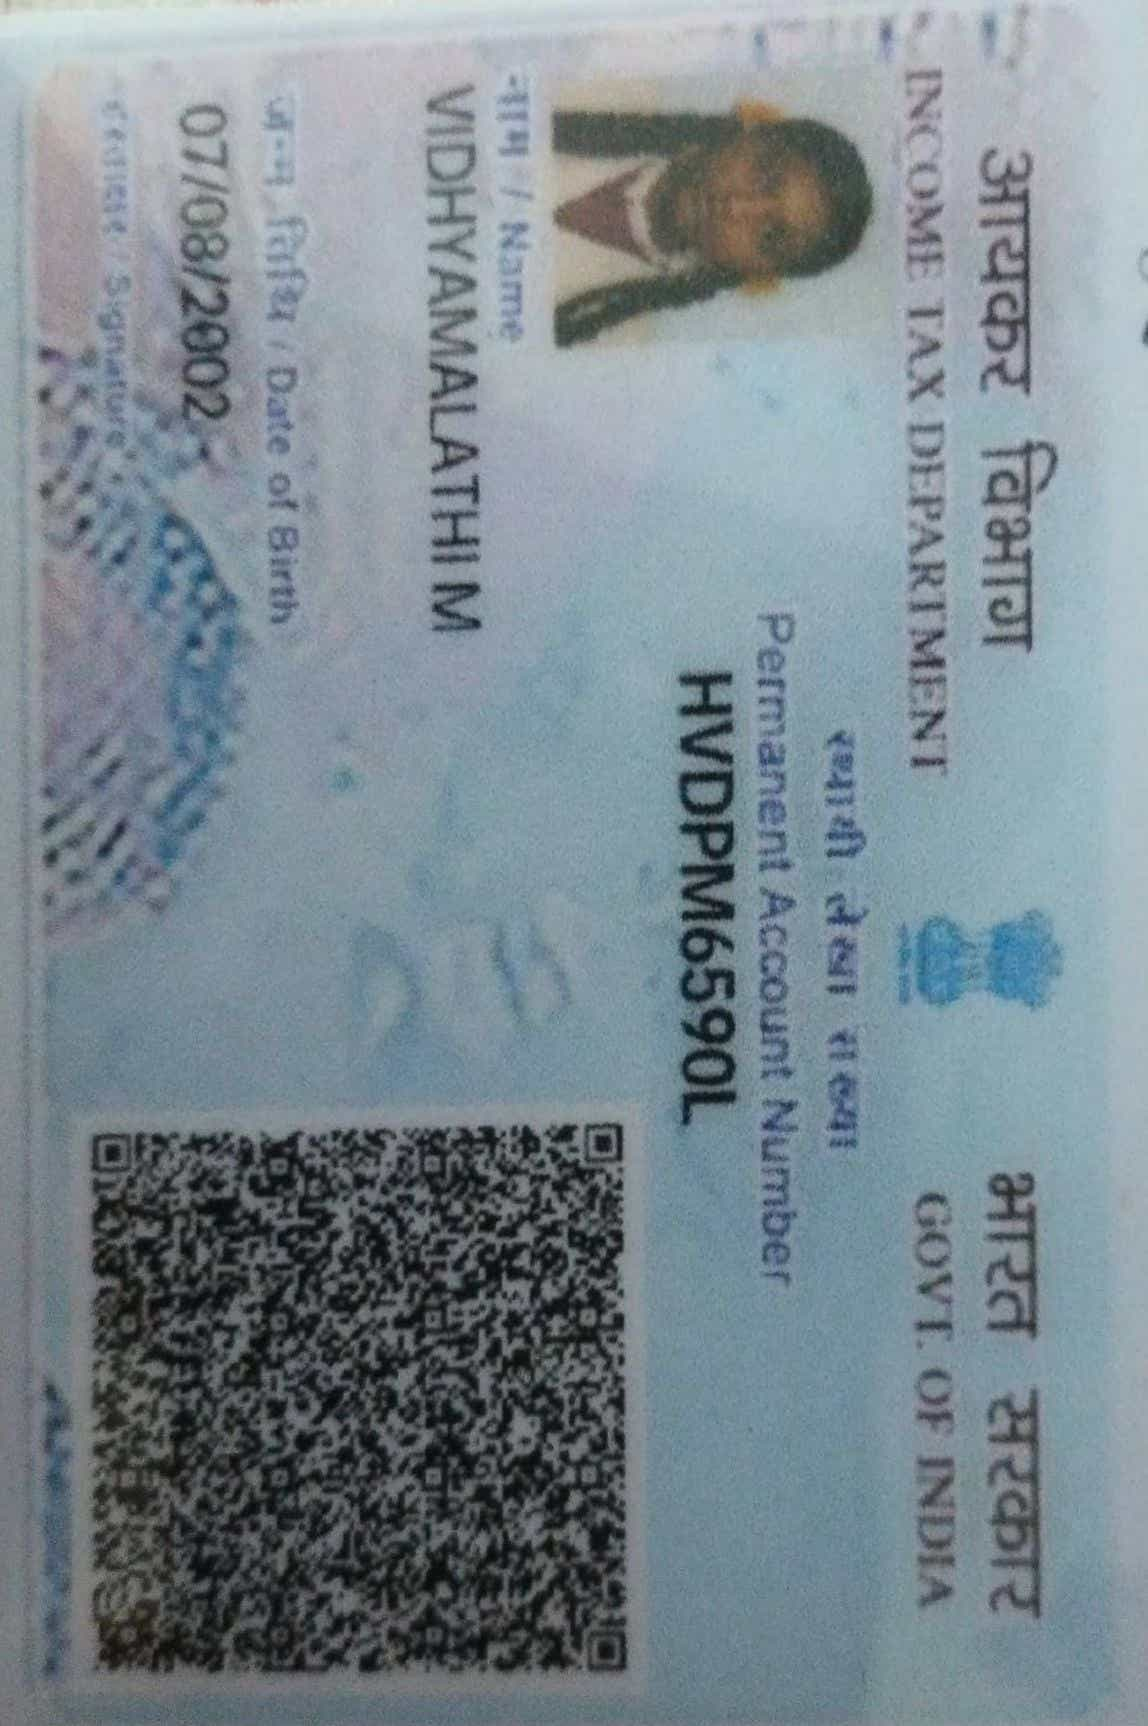 आयकर विभाग
INCOME TAX DEPARTMENT
भारत सरकार
GOVT. OF INDIA
स्थायी लेखा संख्या
Permanent Account Number
HVDPM6590L
नाम / Name
VIDHYAMALATHI M
जन्म तिथि / Date of Birth
07/08/2002
हस्ताक्षर / Signature